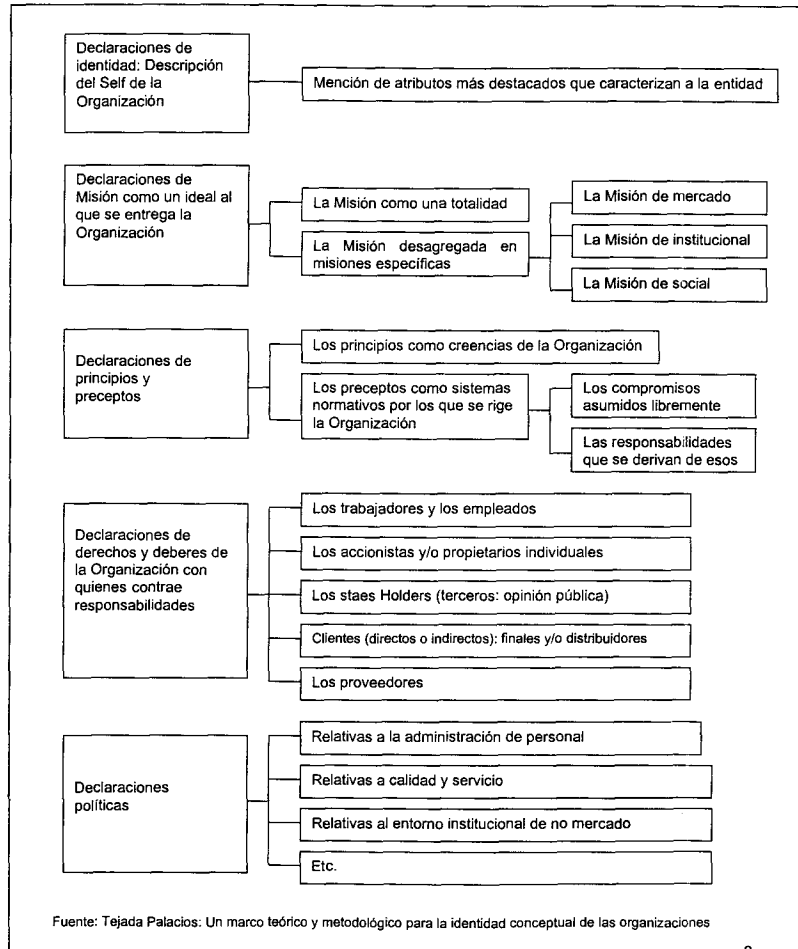 Declaraciones de
identidad: Descripción
del Self de la
Organización
Mención de atributos más destacados que caracterizan a la entidad
Declaraciones de
Misión como un ideal al
que se entrega la
Organización
La Misión como una totalidad
La Misión desagregada en
misiones específicas
La Misión de mercado
La Misión de institucional
La Misión de social
Declaraciones de
principios y
preceptos
Los principios como creencias de la Organización
Los preceptos como sistemas
normativos por los que se rige
la Organización
Los compromisos
asumidos libremente
Las responsabilidades
que se derivan de esos
Declaraciones de
derechos y deberes de
la Organización con
quienes contrae
responsabilidades
Los trabajadores y los empleados
Los accionistas y/o propietarios individuales
Los staes Holders (terceros: opinión pública)
Clientes (directos o indirectos): finales y/o distribuidores
Los proveedores
Declaraciones
políticas
Relativas a la administración de personal
Relativas a calidad y servicio
Relativas al entorno institucional de no mercado
Etc.
Fuente: Tejada Palacios: Un marco teórico y metodológico para la identidad conceptual de las organizaciones